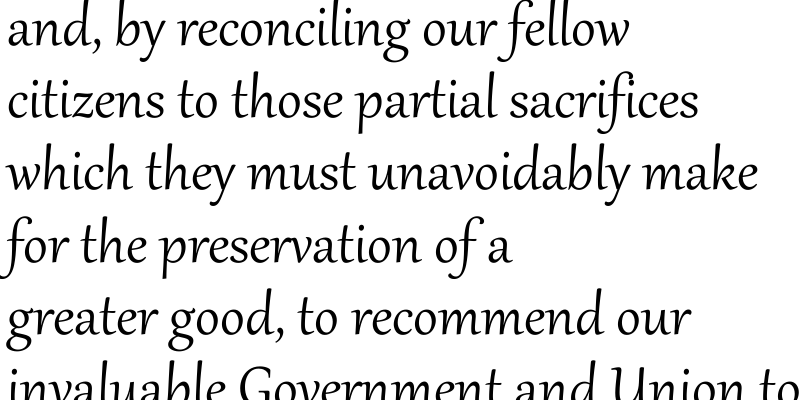 and, by reconciling our fellow
citizens to those partial sacrifices
which they must unavoidably make
for the preservation of a
greater good, to recommend our
invaluable Government and Union to